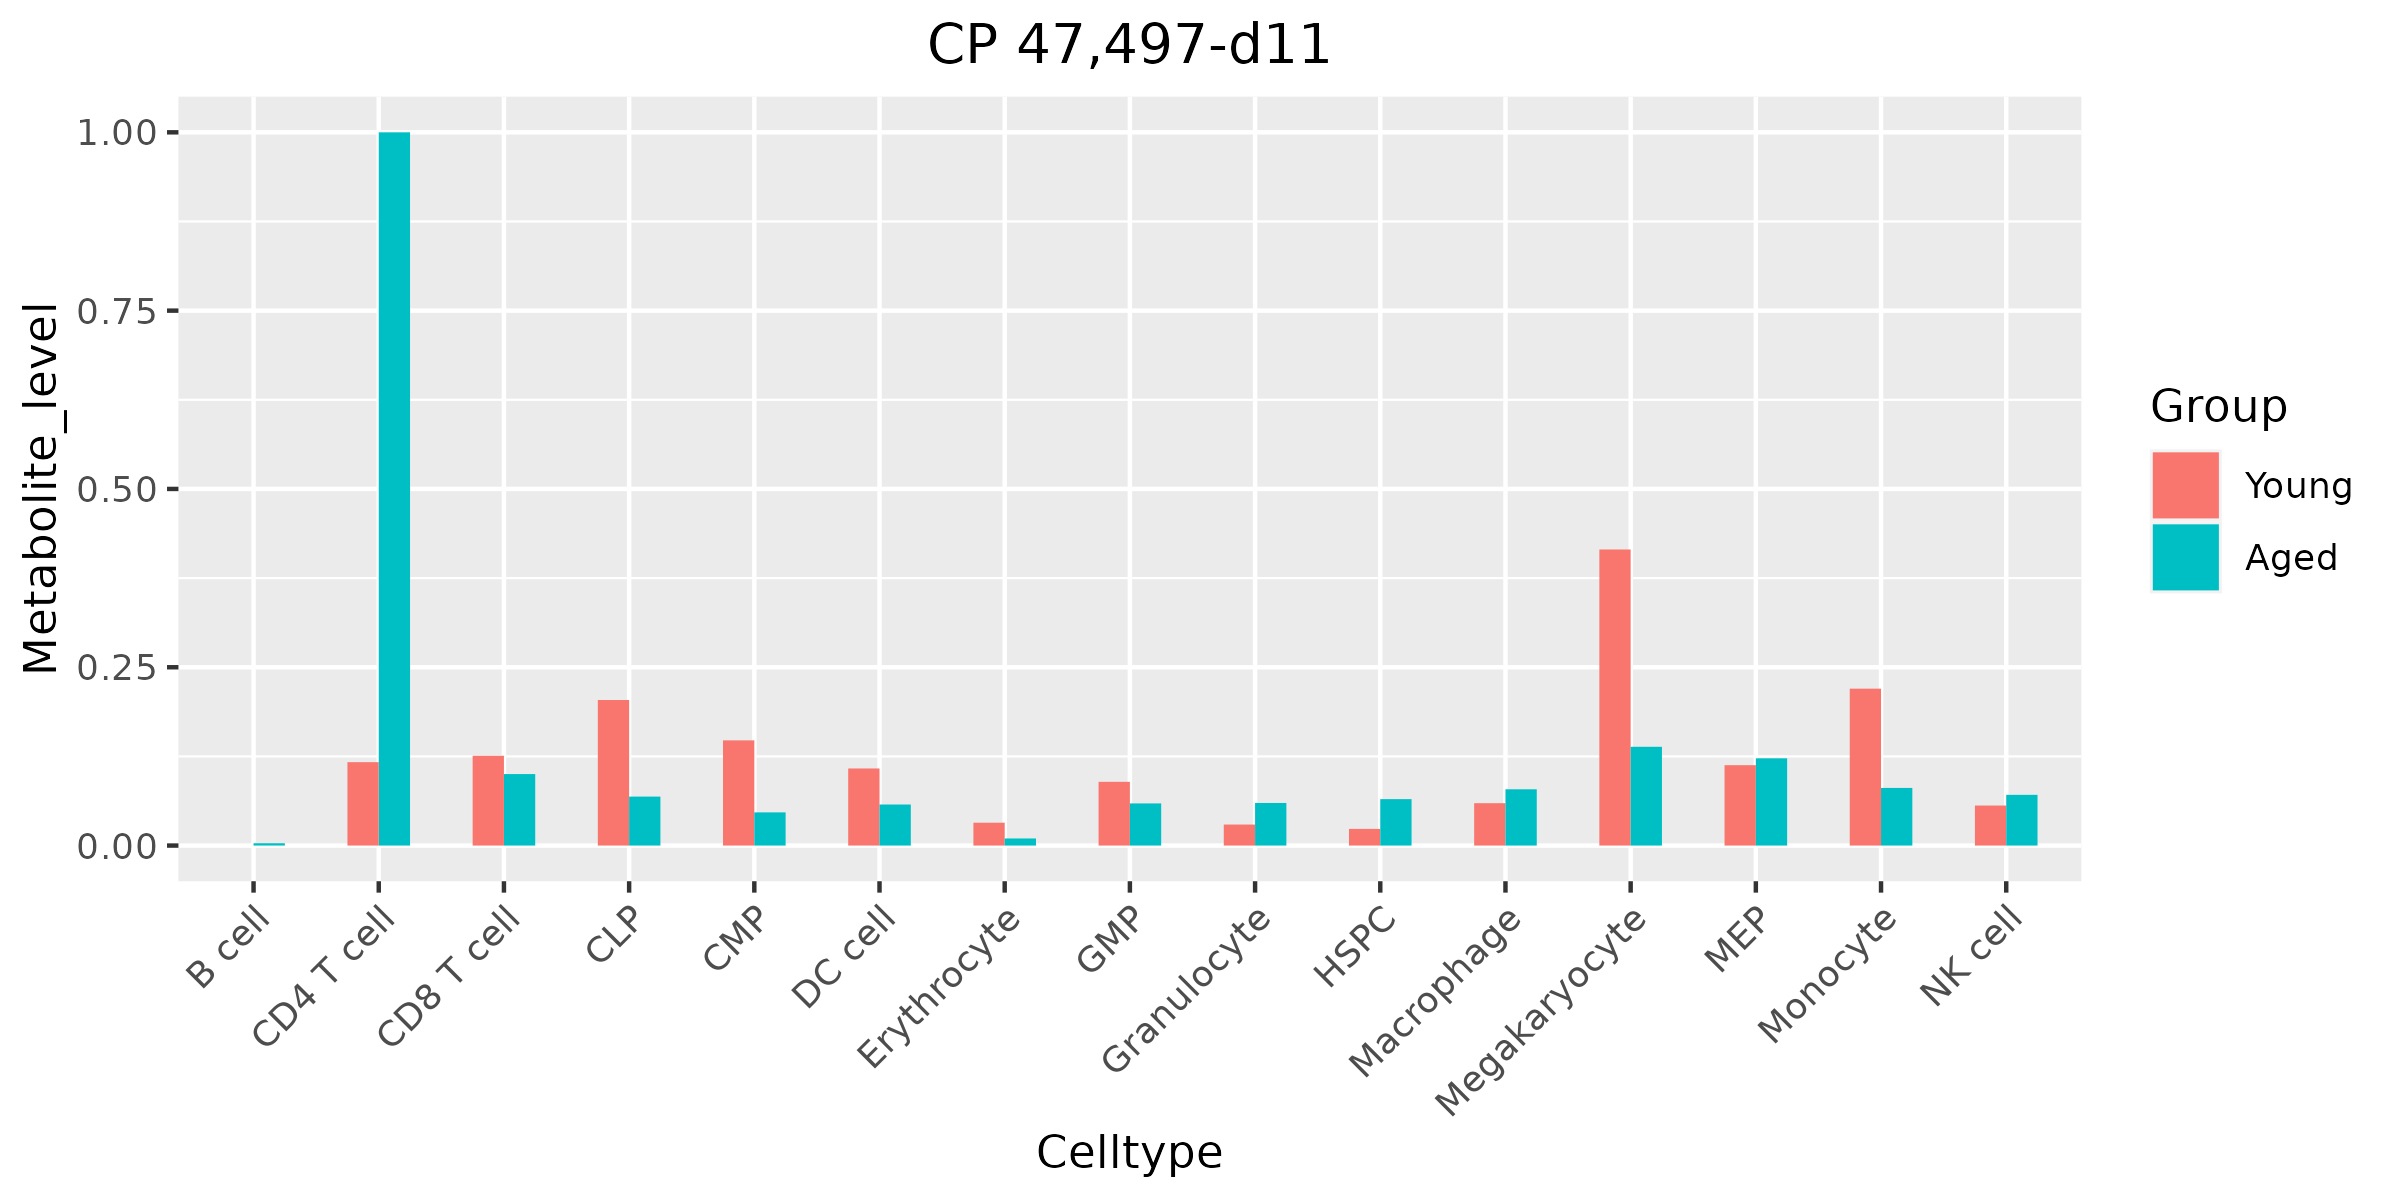 CP 47,497-d11
Metabolite_level
1.00
0.75
0.50
0.25
0.00
B cell
CD4 T cell
CD8 T cell
CLP
CMP
DC cell
Erythrocyte
GMP
Granulocyte
HSPC
Macrophage
Megakaryocyte
MEP
Monocyte
NK cell
Celltype
Group
Young
Aged